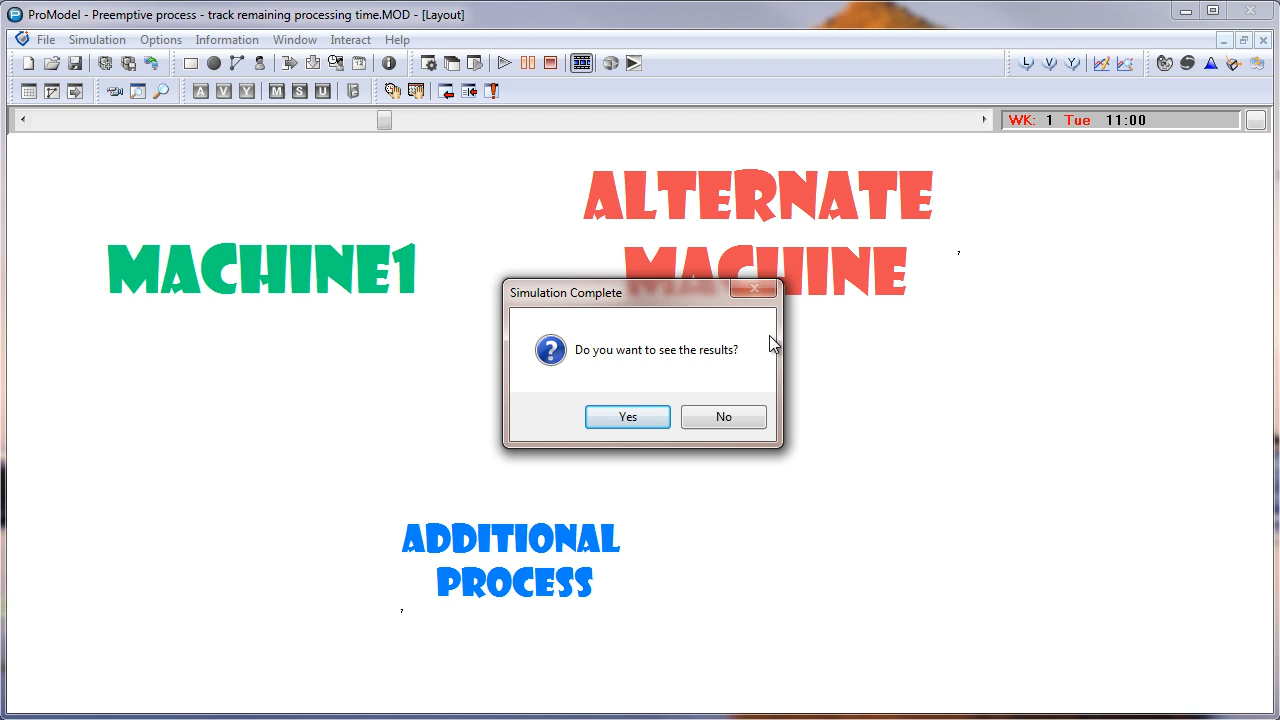 ProModel - Preemptive process - track remaining processing time.MOD - [Layout]
File Simulation Options Information Window Interact Help
A V Y M S U
WK: 1 Tue 11:00
ALTERNATE
MACHINE
MACHINE1
Simulation Complete
Do you want to see the results?
Yes No
ADDITIONAL
PROCESS